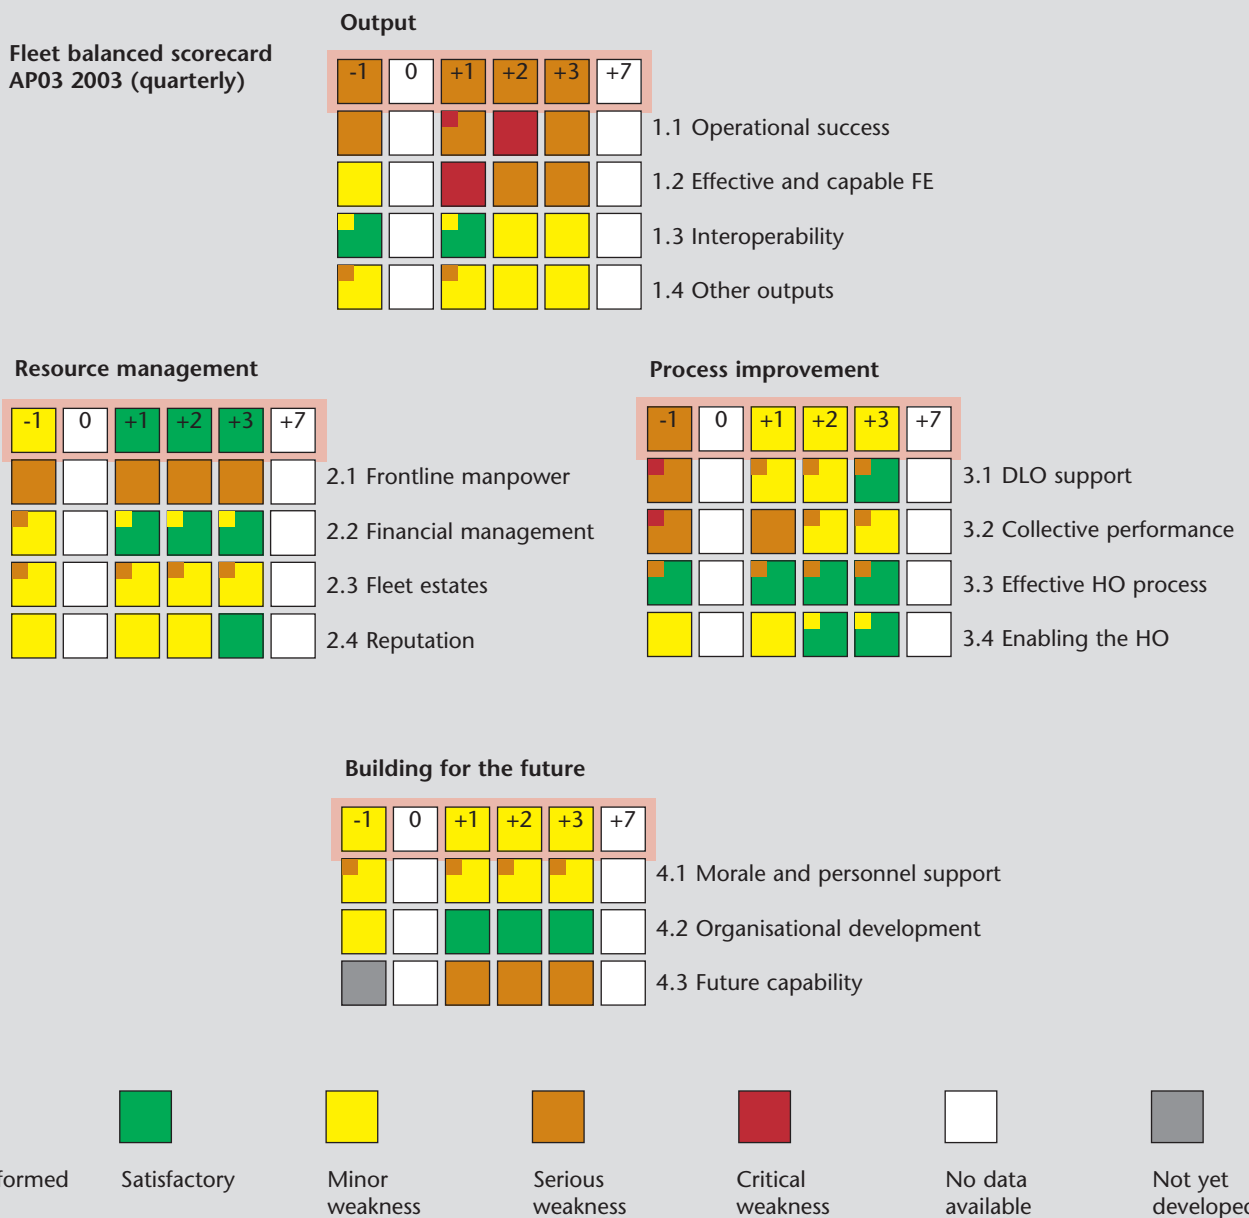 Output
Fleet balanced scorecard
AP03 2003 (quarterly)
-1 0 +1 +2 +3 +7
1.1 Operational success
1.2 Effective and capable FE
1.3 Interoperability
1.4 Other outputs
Resource management
-1 0 +1 +2 +3 +7
2.1 Frontline manpower
2.2 Financial management
2.3 Fleet estates
2.4 Reputation
Process improvement
-1 0 +1 +2 +3 +7
3.1 DLO support
3.2 Collective performance
3.3 Effective HO process
3.4 Enabling the HO
Building for the future
-1 0 +1 +2 +3 +7
4.1 Morale and personnel support
4.2 Organisational development
4.3 Future capability
formed
Satisfactory
Minor
weakness
Serious
weakness
Critical
weakness
No data
available
Not yet
developed